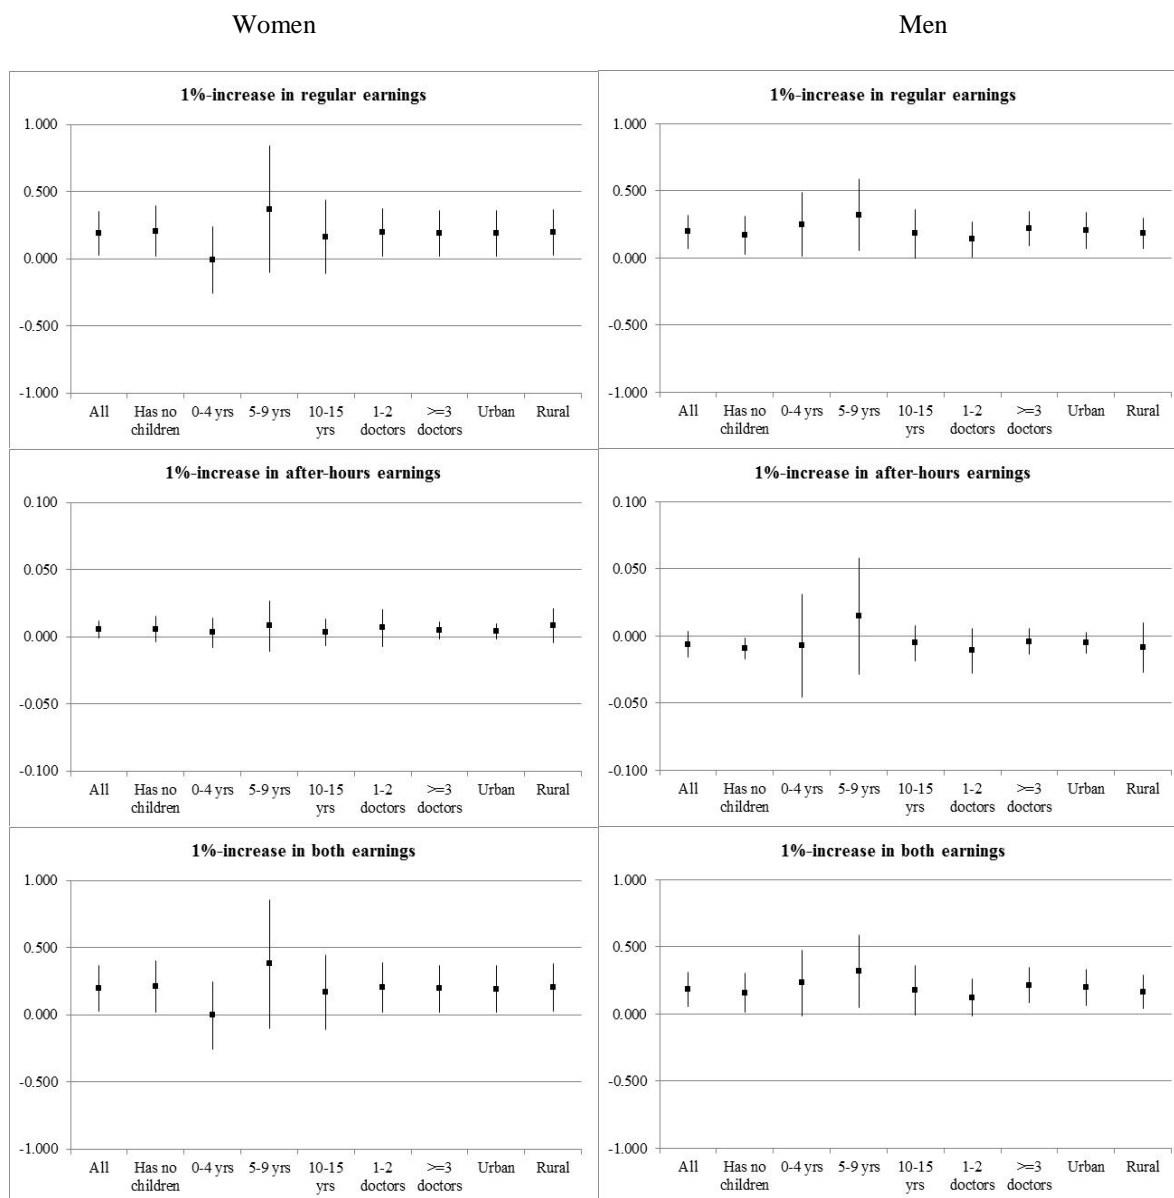 Women
Men
1%-increase in regular earnings
1.000
0.500
0.000
-0.500
-1.000
All
Has no
children
0-4 yrs
5-9 yrs
10-15
yrs
1-2
doctors
>=3
doctors
Urban
Rural
1%-increase in regular earnings
1.000
0.500
0.000
-0.500
-1.000
All
Has no
children
0-4 yrs
5-9 yrs
10-15
yrs
1-2
doctors
>=3
doctors
Urban
Rural
1%-increase in after-hours earnings
0.100
0.050
0.000
-0.050
-0.100
All
Has no
children
0-4 yrs
5-9 yrs
10-15
yrs
1-2
doctors
>=3
doctors
Urban
Rural
1%-increase in after-hours earnings
0.100
0.050
0.000
-0.050
-0.100
All
Has no
children
0-4 yrs
5-9 yrs
10-15
yrs
1-2
doctors
>=3
doctors
Urban
Rural
1%-increase in both earnings
1.000
0.500
0.000
-0.500
-1.000
All
Has no
children
0-4 yrs
5-9 yrs
10-15
yrs
1-2
doctors
>=3
doctors
Urban
Rural
1%-increase in both earnings
1.000
0.500
0.000
-0.500
-1.000
All
Has no
children
0-4 yrs
5-9 yrs
10-15
yrs
1-2
doctors
>=3
doctors
Urban
Rural